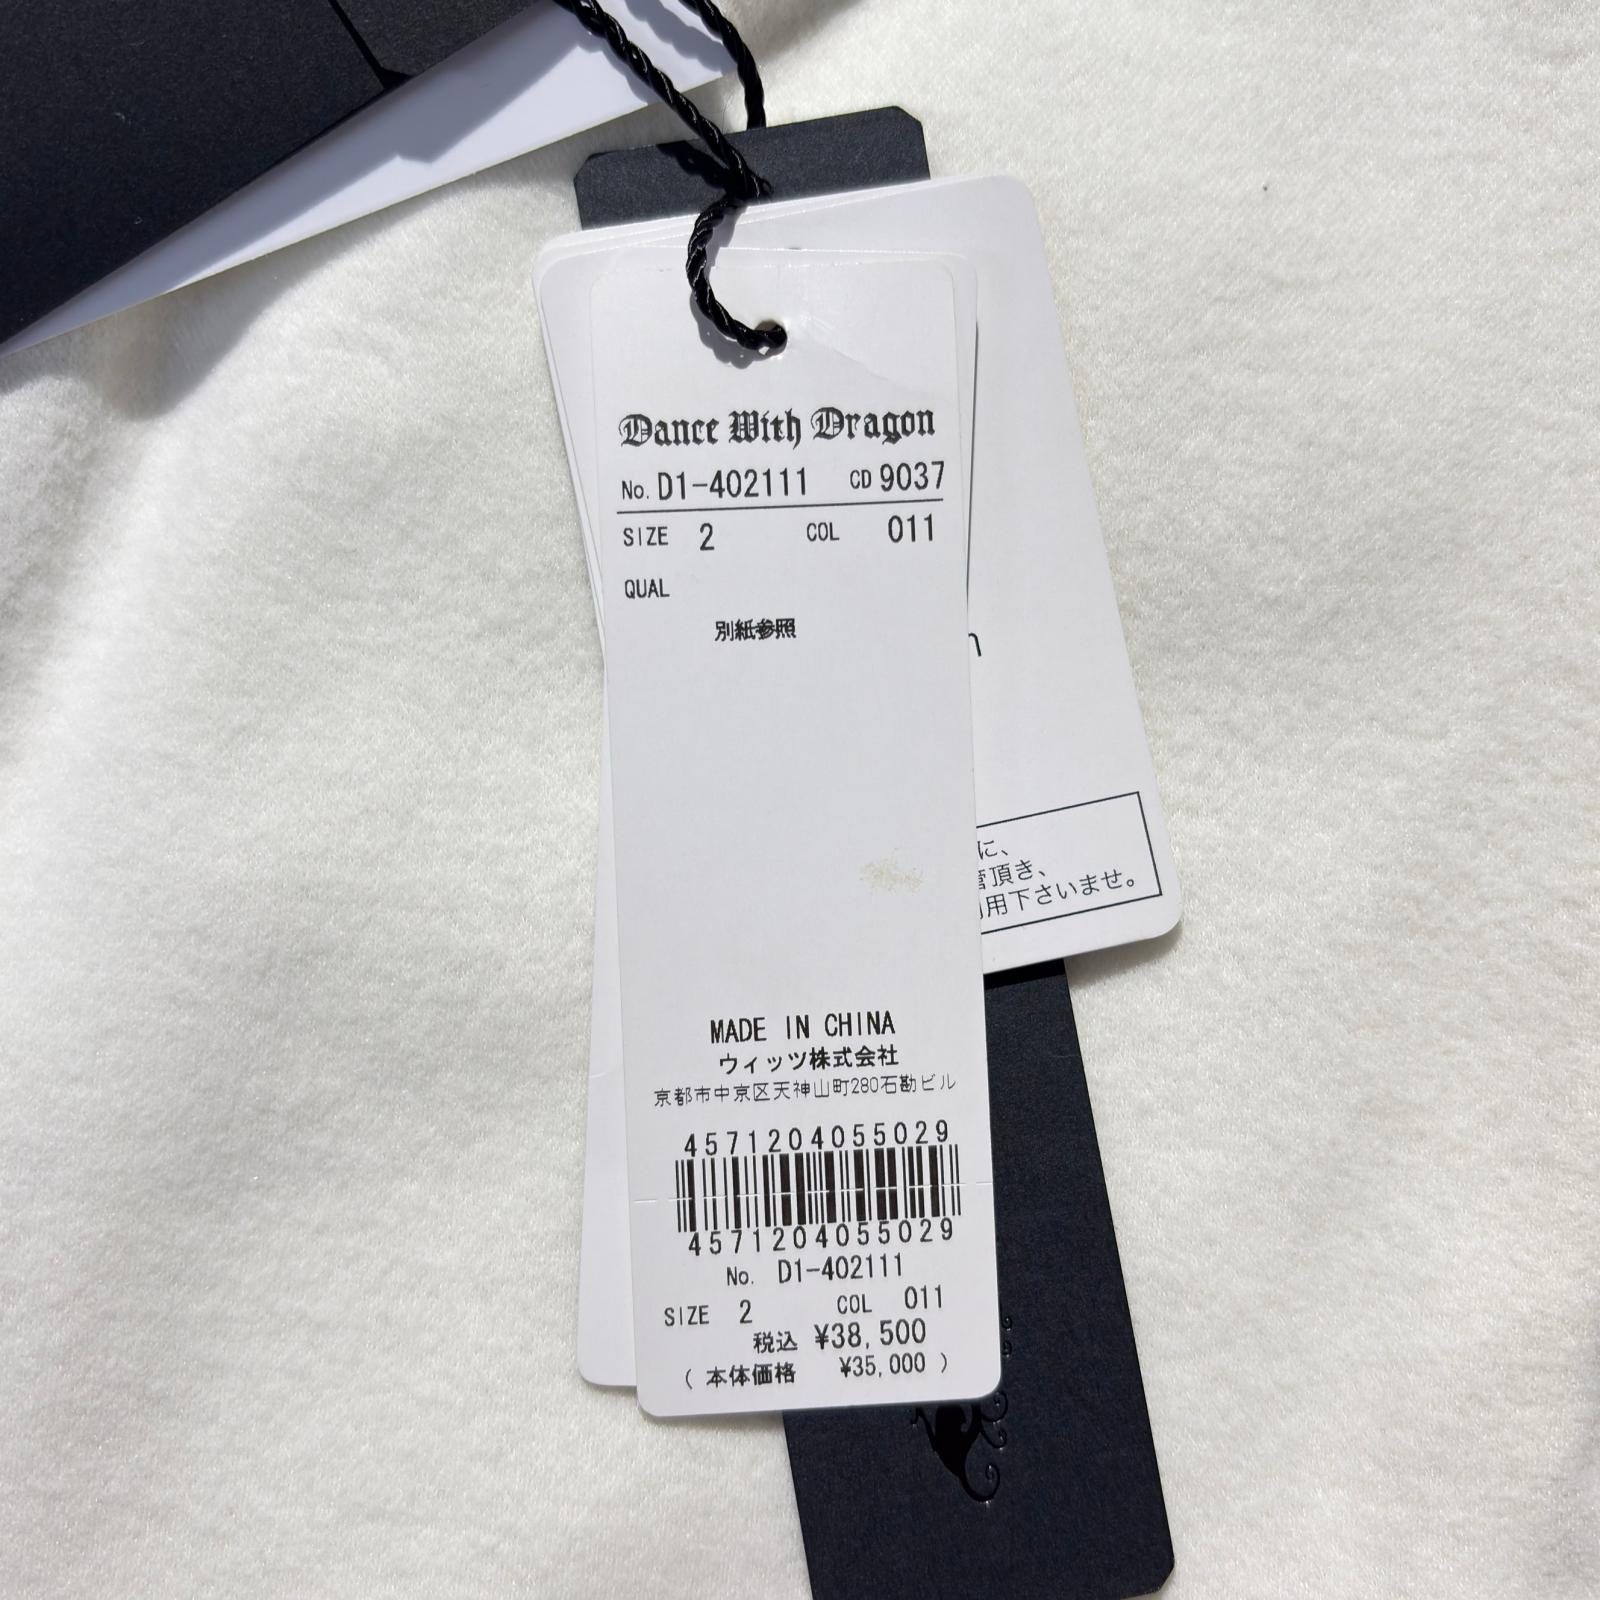 Dance With Dragon
No. D1-402111 CD 9037
SIZE 2 COL 011
QUAL
別紙参照
MADE IN CHINA
ウィッツ株式会社
京都市中京区天神山町280石勘ビル
4571204055029
4571204055029
No. D1-402111
SIZE 2 COL 011
税込 ¥38,500
( 本体価格 ¥35,000 )
n
に、
管頂き、
用下さいませ。